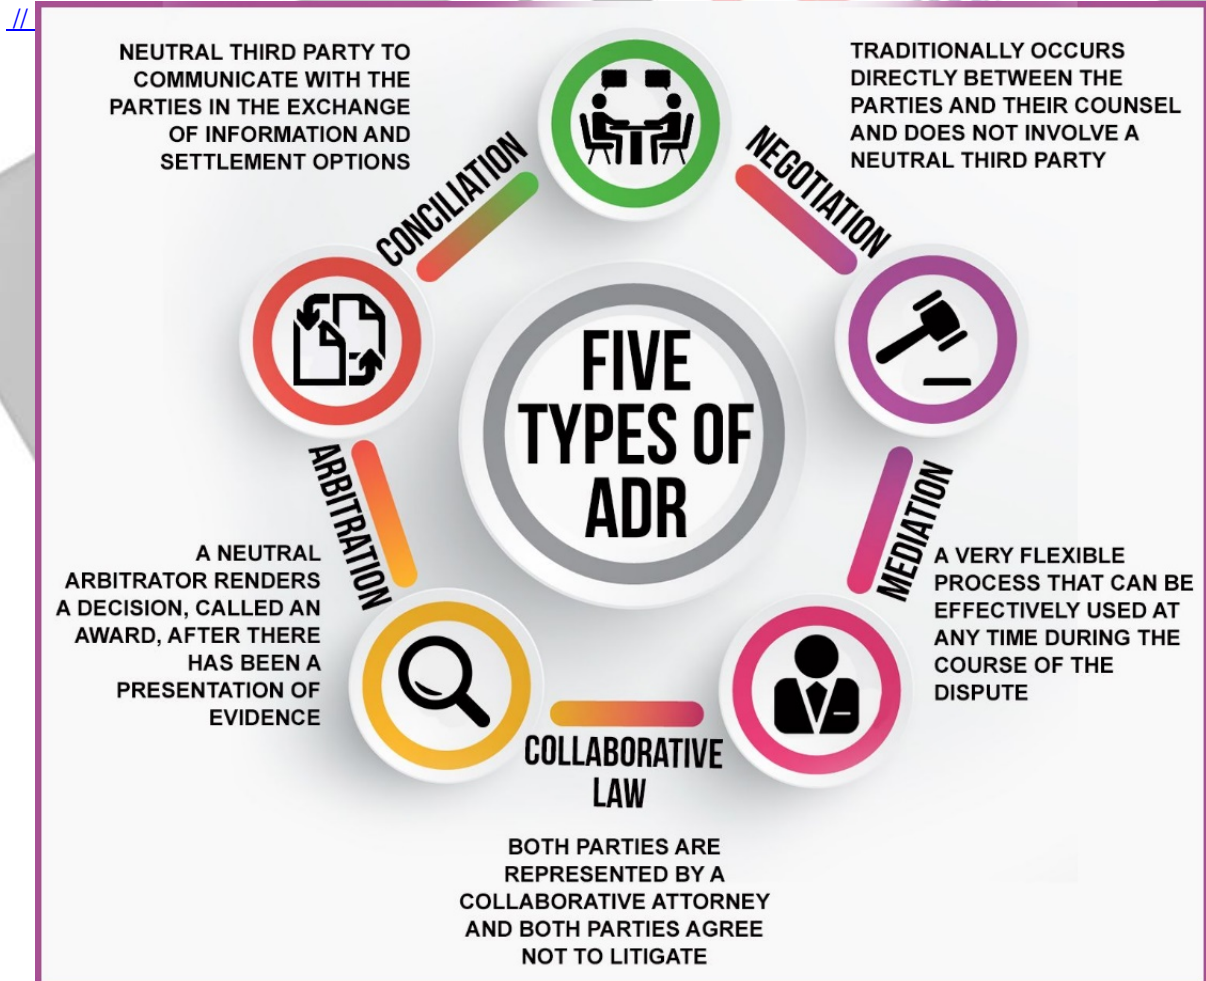 //
NEUTRAL THIRD PARTY TO
COMMUNICATE WITH THE
PARTIES IN THE EXCHANGE
OF INFORMATION AND
SETTLEMENT OPTIONS
CONCILIATION
TRADITIONALLY OCCURS
DIRECTLY BETWEEN THE
PARTIES AND THEIR COUNSEL
AND DOES NOT INVOLVE A
NEUTRAL THIRD PARTY
NEGOTIATION
FIVE
TYPES OF
ADR
ARBITRATION
A NEUTRAL
ARBITRATOR RENDERS
A DECISION, CALLED AN
AWARD, AFTER THERE
HAS BEEN A
PRESENTATION OF
EVIDENCE
MEDIATION
A VERY FLEXIBLE
PROCESS THAT CAN BE
EFFECTIVELY USED AT
ANY TIME DURING THE
COURSE OF THE
DISPUTE
COLLABORATIVE
LAW
BOTH PARTIES ARE
REPRESENTED BY A
COLLABORATIVE ATTORNEY
AND BOTH PARTIES AGREE
NOT TO LITIGATE